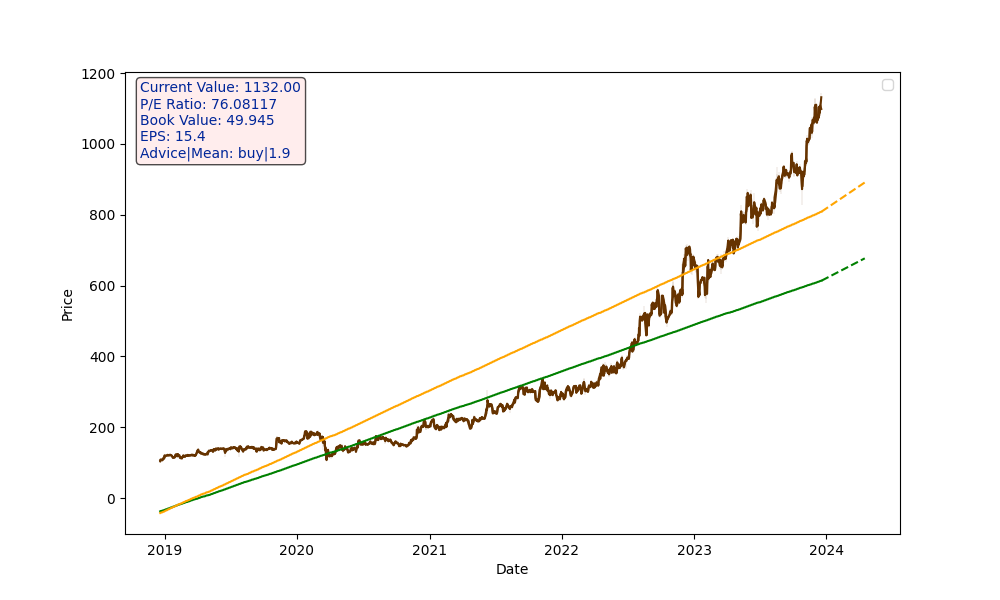 Current Value: 1132.00
P/E Ratio: 76.08117
Book Value: 49.945
EPS: 15.4
Advice|Mean: buy|1.9
1200
1000
800
600
400
200
0
Price
2019 2020 2021 2022 2023 2024
Date